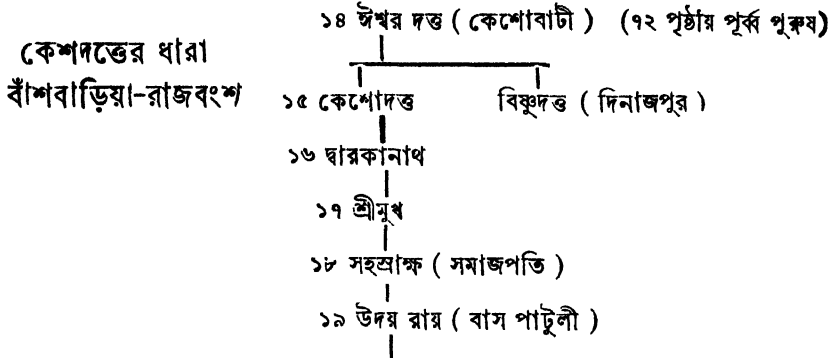 ১৪ ঈশ্বর দত্ত ( কেশোবাটী ) (৭২ পৃষ্ঠায় পূর্ব্ব পুরুষ)
কেশদত্তের ধারা
বাঁশবাড়িয়া-রাজবংশ
১৫ কেশোদত্ত বিষ্ণুদত্ত ( দিনাজপুর )
১৬ দ্বারকানাথ
১৭ শ্রীমুখ
১৮ সহস্রাক্ষ ( সমাজপতি )
১৯ উদয় রায় ( বাস পাটুলী )